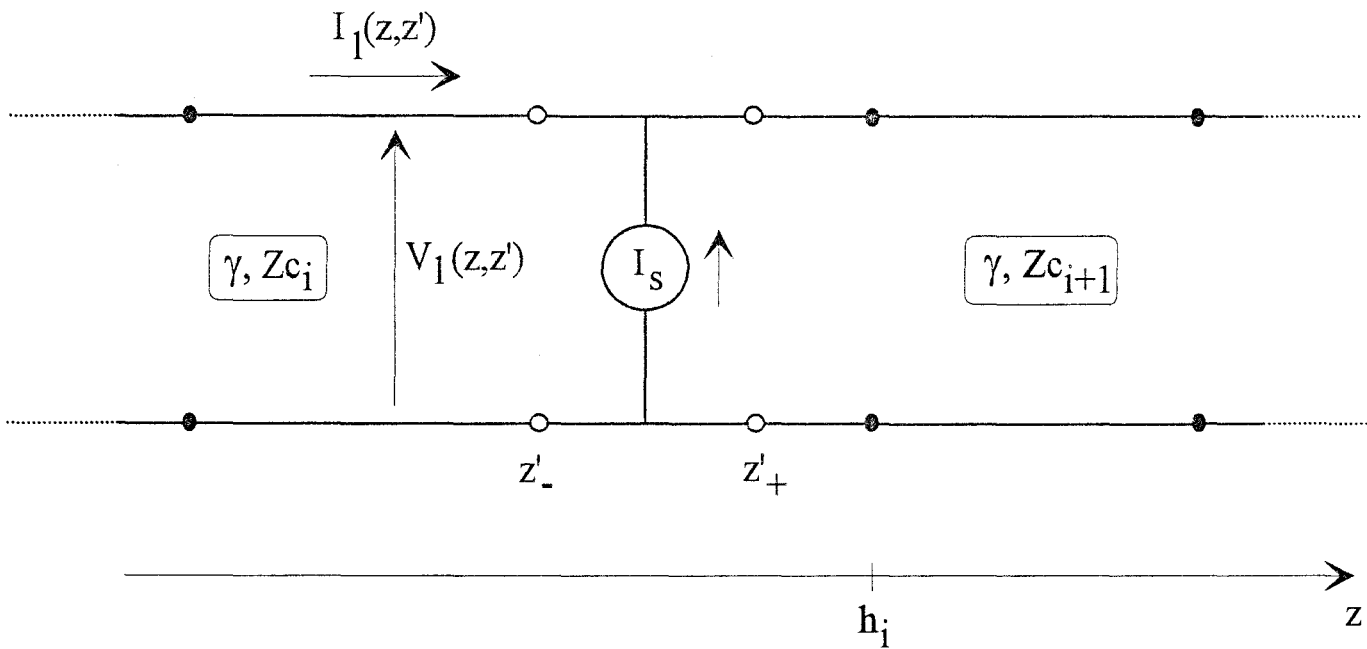 I₁(z,z')
γ, Zcᵢ
V₁(z,z')
Iₛ
γ, Zcᵢ₊₁
z'₋
z'₊
hᵢ
z